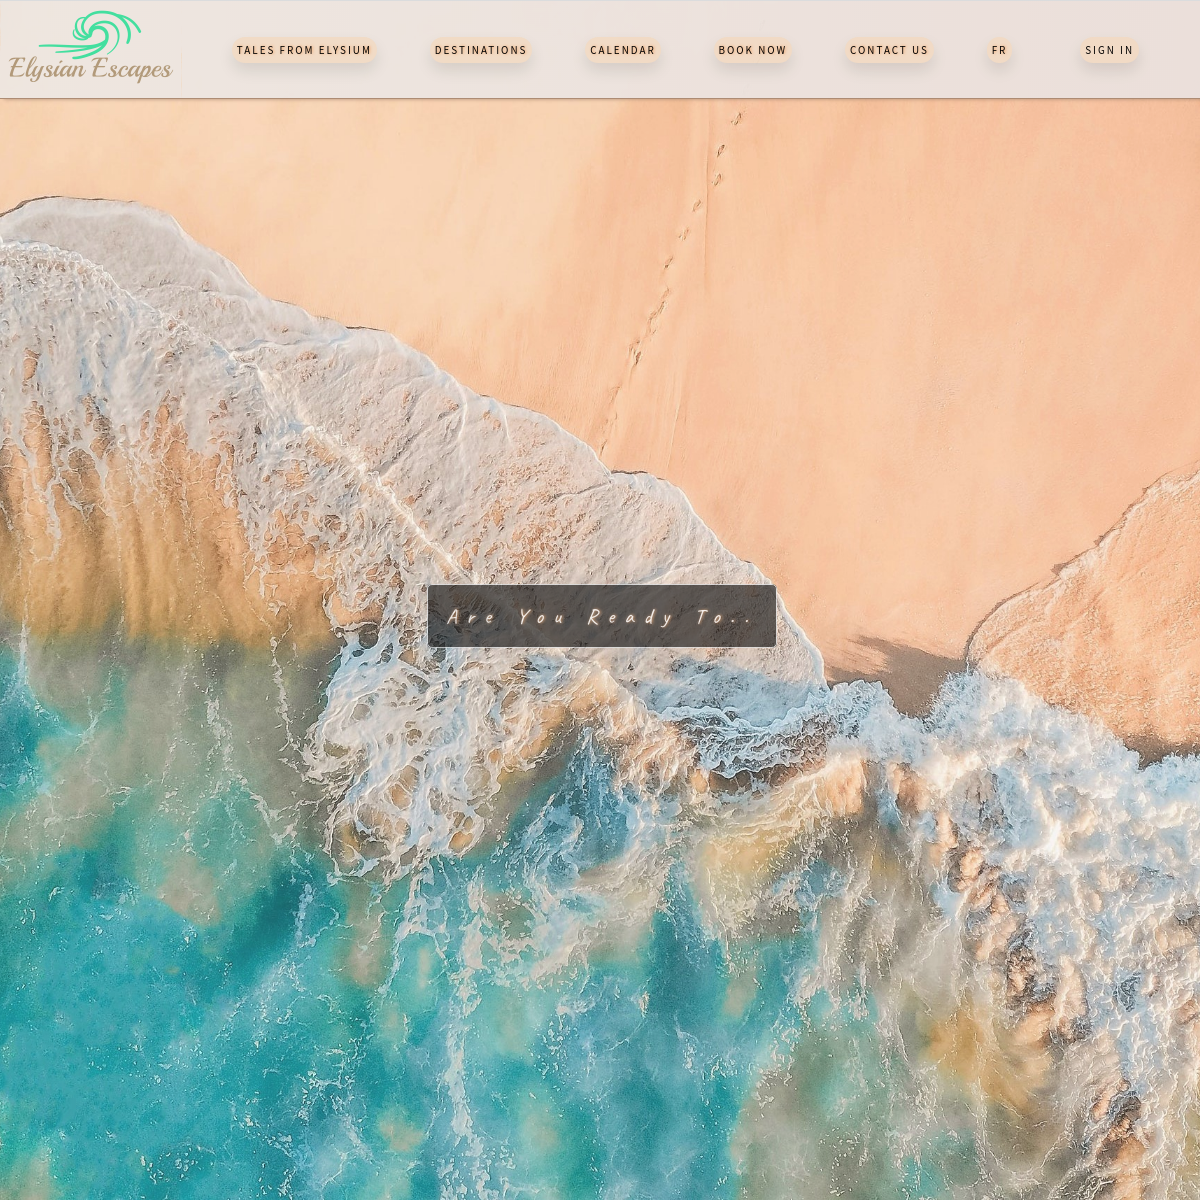 Elysian Escapes
TALES FROM ELYSIUM
DESTINATIONS
CALENDAR
BOOK NOW
CONTACT US
FR
SIGN IN
Are You Ready To..